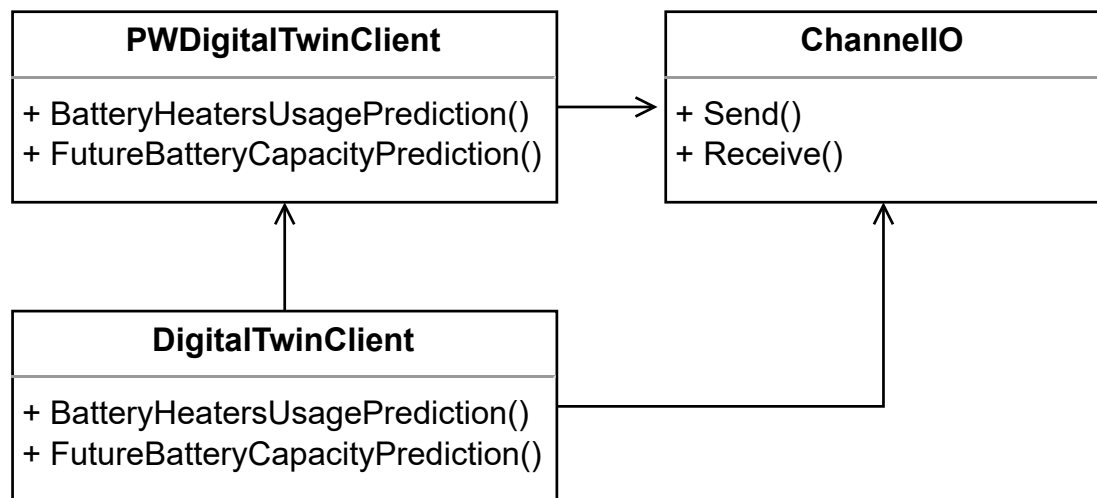 PWDigitalTwinClient
+ BatteryHeatersUsagePrediction()
+ FutureBatteryCapacityPrediction()
ChannelIO
+ Send()
+ Receive()
DigitalTwinClient
+ BatteryHeatersUsagePrediction()
+ FutureBatteryCapacityPrediction()